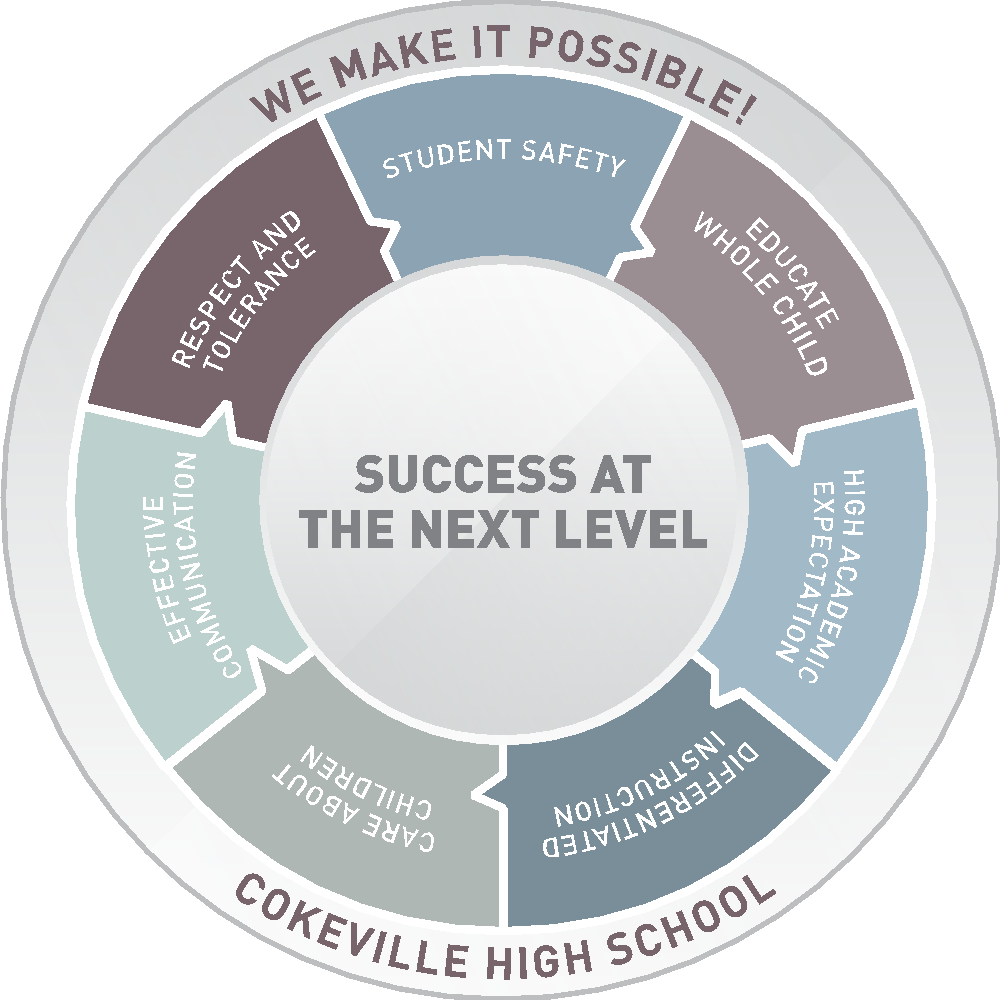 WE MAKE IT POSSIBLE!
STUDENT SAFETY
EDUCATE
WHOLE CHILD
HIGH ACADEMIC
EXPECTATION
DIFFERENTIATED
INSTRUCTION
CARE ABOUT
CHILDREN
EFFECTIVE
COMMUNICATION
RESPECT AND
TOLERANCE
SUCCESS AT
THE NEXT LEVEL
COKEVILLE HIGH SCHOOL